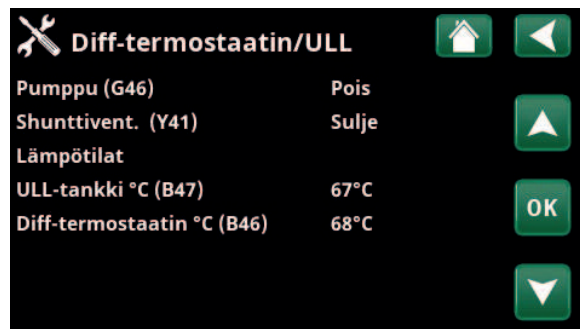 Diff-termostaatin/ULL
Pumppu (G46) Pois
Shunttivent. (Y41) Sulje
Lämpötilat
ULL-tankki °C (B47) 67°C
Diff-termostaatin °C (B46) 68°C
OK